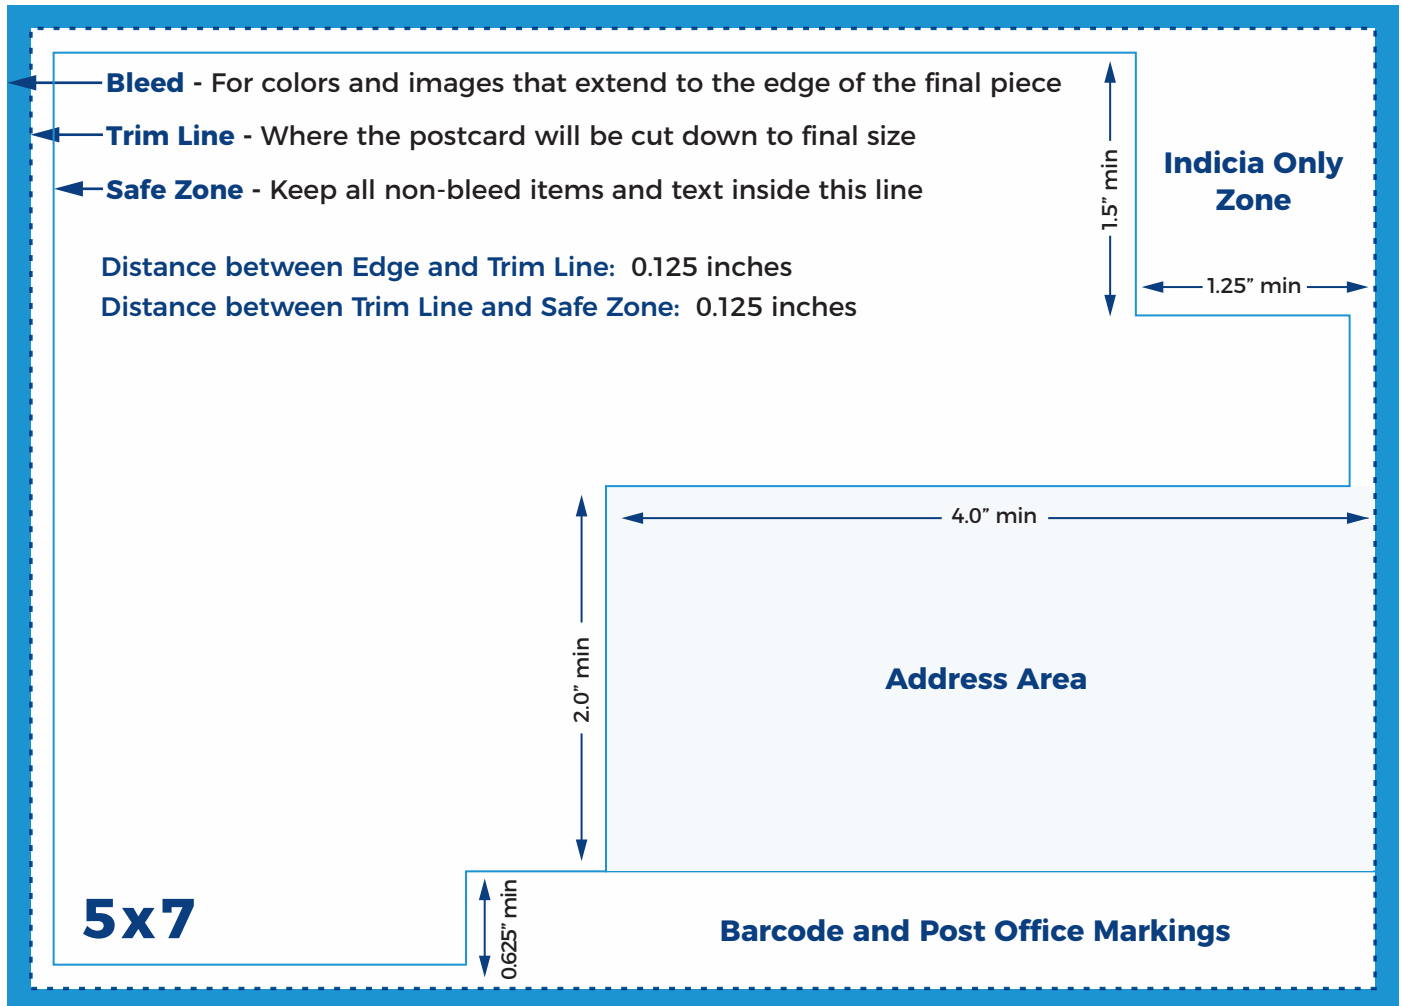 Bleed - For colors and images that extend to the edge of the final piece
Trim Line - Where the postcard will be cut down to final size
Safe Zone - Keep all non-bleed items and text inside this line
Distance between Edge and Trim Line: 0.125 inches
Distance between Trim Line and Safe Zone: 0.125 inches
1.5” min
Indicia Only
Zone
1.25” min
4.0” min
2.0” min
Address Area
5x7
0.625” min
Barcode and Post Office Markings